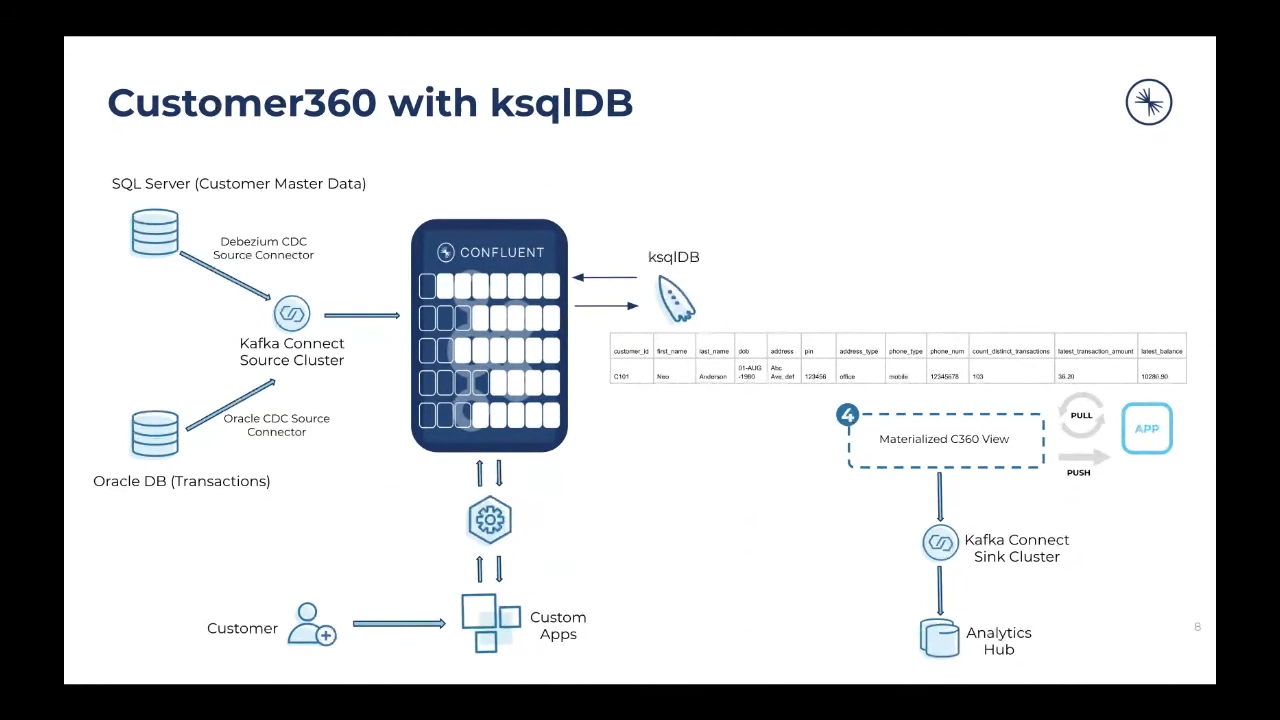 Customer360 with ksqlDB
SQL Server (Customer Master Data)
Debezium CDC
Source Connector
Kafka Connect
Source Cluster
Oracle CDC Source
Connector
Oracle DB (Transactions)
CONFLUENT
ksqlDB
customer_id first_name last_name dob address pin address_type phone_type phone_num count_distinct_transactions latest_transaction_amount latest_balance
01-AUG Abc
C101 Neo Anderson -1990 Ave, def 123456 office mobile 12345678 103 36.20 10286.90
4
Materialized C360 View
PULL
APP
PUSH
Kafka Connect
Sink Cluster
Analytics
Hub
Customer
Custom
Apps
8